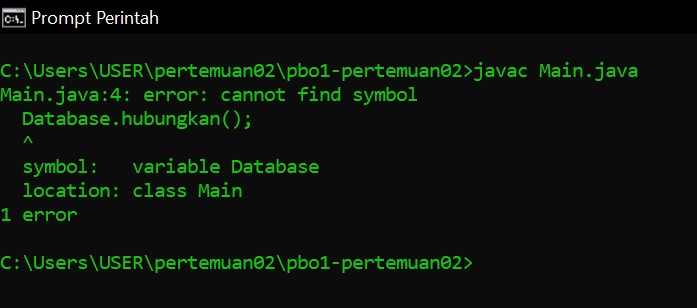 Prompt Perintah
C:\Users\USER\pertemuan02\pbo1-pertemuan02>javac Main.java
Main.java:4: error: cannot find symbol
  Database.hubungkan();
  ^
  symbol:   variable Database
  location: class Main
1 error
C:\Users\USER\pertemuan02\pbo1-pertemuan02>